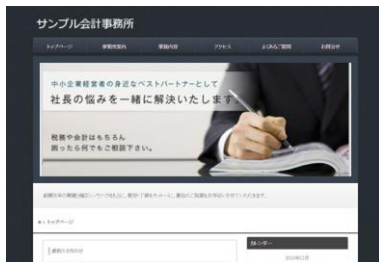 サンプル会計事務所
トップページ 事務所案内 業務内容 アクセス よくあるご質問 お問合せ
中小企業経営者の身近なベストパートナーとして
社長の悩みを一緒に解決いたします。
税務や会計はもちろん
困ったら何でもご相談下さい。
トップページ
カレンダー